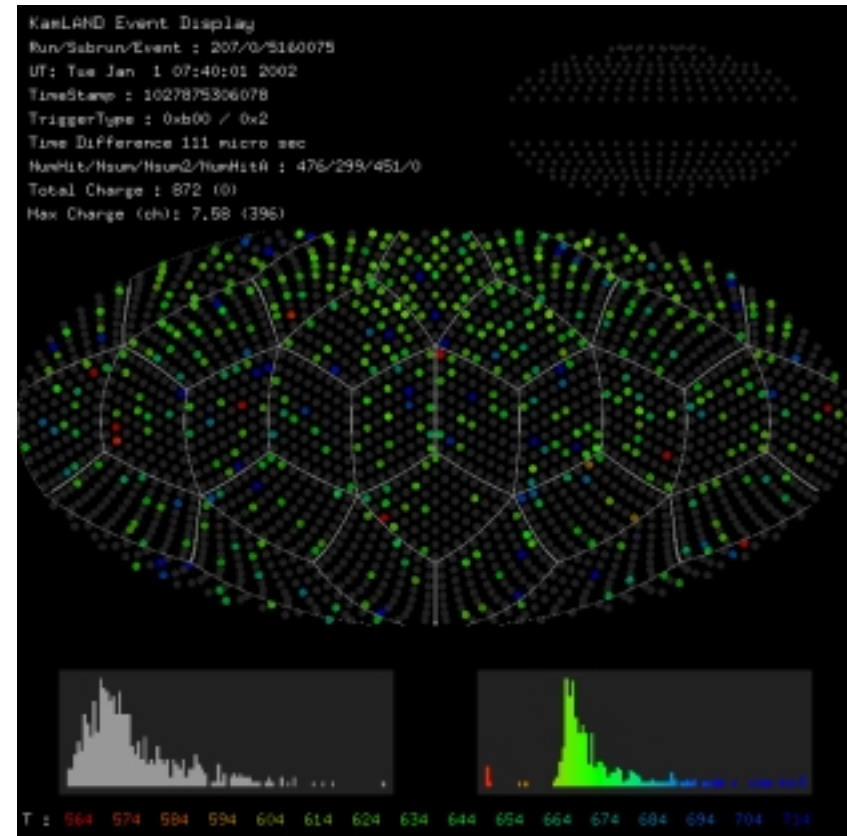 KamLAND Event Display
Run/Subrun/Event : 207/0/5160075
UT: Tue Jan 1 07:40:01 2002
TimeStamp : 1027875306078
TriggerType : 0xb00 / 0x2
Time Difference 111 micro sec
NumHit/Nsum/Nsum2/NumHitA : 476/299/451/0
Total Charge : 872 (0)
Max Charge (ch): 7.58 (396)
T : 564 574 584 594 604 614 624 634 644 654 664 674 684 694 704 714